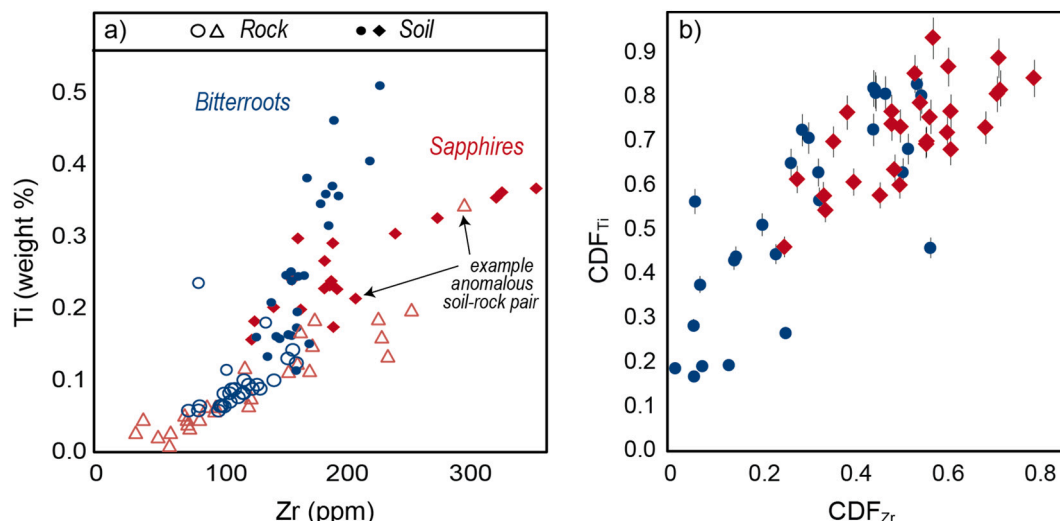 a) Rock Soil
Bitterroots
Sapphires
example
anomalous
soil-rock pair
0.5
0.4
0.3
0.2
0.1
0.0
0 100 200 300
Ti (weight %)
Zr (ppm)
b)
0.9
0.8
0.7
0.6
0.5
0.4
0.3
0.2
0.1
0.0
0 0.2 0.4 0.6 0.8
CDFTi
CDFZr